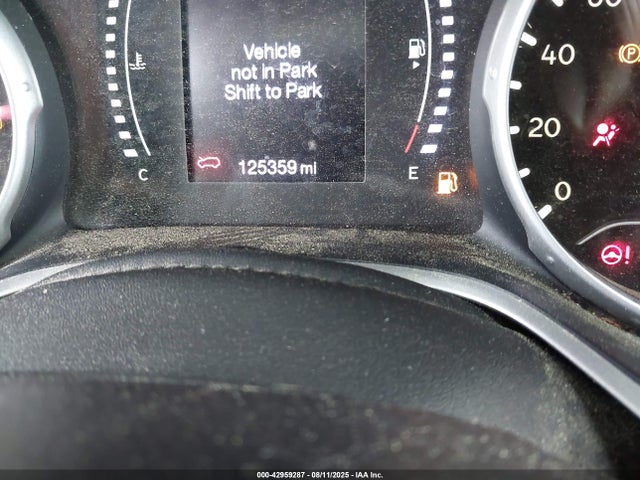 Vehicle
not in Park
Shift to Park
125359 mi
C
E
60
40
20
0
P
!
000-42959287 - 08/11/2025 - IAA Inc.